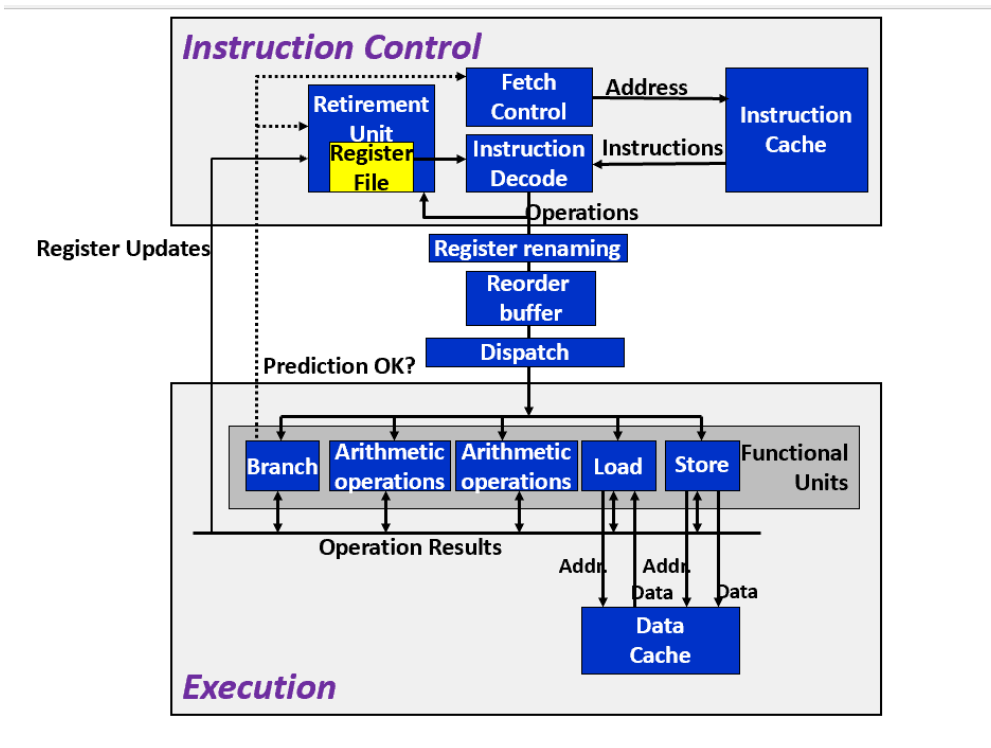 Instruction Control
Fetch
Control
Address
Instruction
Cache
Retirement
Unit
Register
File
Instruction
Decode
Instructions
Operations
Register Updates
Register renaming
Reorder
buffer
Dispatch
Prediction OK?
Branch
Arithmetic
operations
Arithmetic
operations
Load
Store
Functional
Units
Operation Results
Addr.
Addr.
Data
Data
Data
Cache
Execution